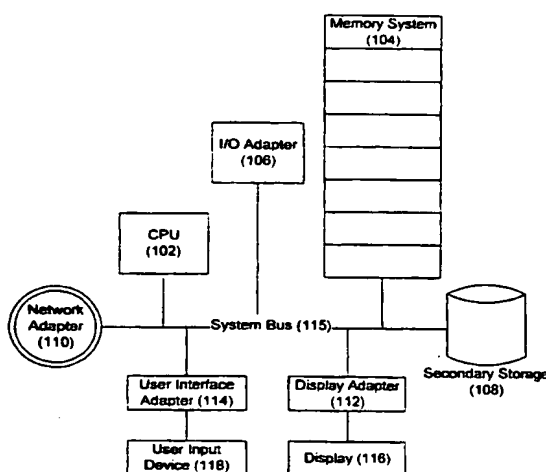 Memory System
(104)
I/O Adapter
(106)
CPU
(102)
Network
Adapter
(110)
System Bus (115)
User Interface
Adapter (114)
Display Adapter
(112)
Secondary Storage
(108)
User Input
Device (118)
Display (116)